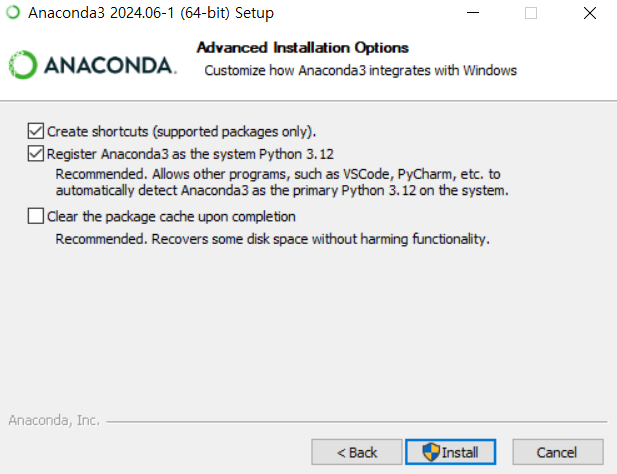 Anaconda3 2024.06-1 (64-bit) Setup
ANACONDA.
Advanced Installation Options
Customize how Anaconda3 integrates with Windows
Create shortcuts (supported packages only).
Register Anaconda3 as the system Python 3.12
Recommended. Allows other programs, such as VSCode, PyCharm, etc. to
automatically detect Anaconda3 as the primary Python 3.12 on the system.
Clear the package cache upon completion
Recommended. Recovers some disk space without harming functionality.
Anaconda, Inc.
< Back
Install
Cancel